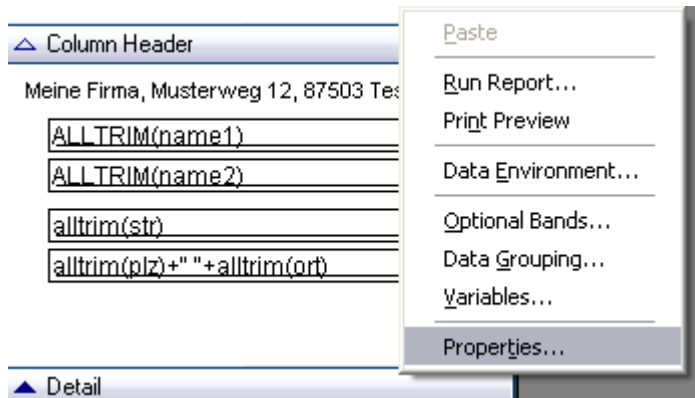 Column Header
Meine Firma, Musterweg 12, 87503 Tes
ALLTRIM(name1)
ALLTRIM(name2)
alltrim(str)
alltrim(plz)+" "+alltrim(ort)
Detail
Paste
Run Report...
Print Preview
Data Environment...
Optional Bands...
Data Grouping...
Variables...
Properties...